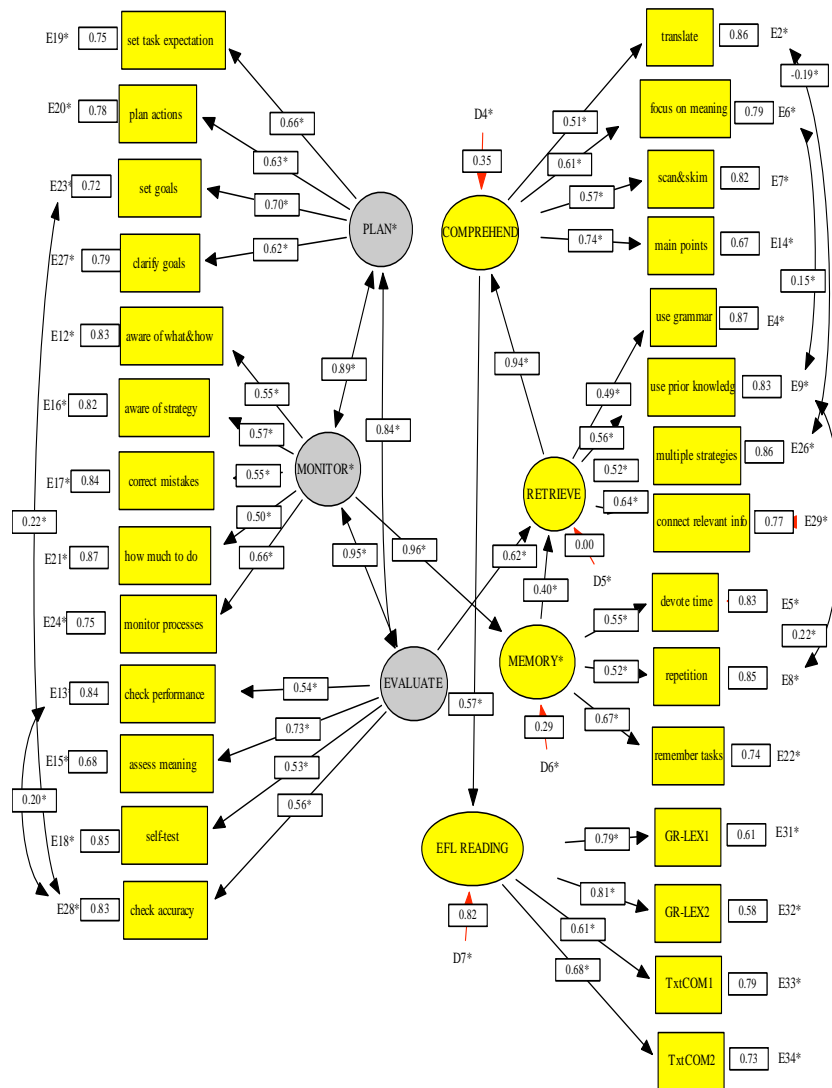 E19* 0.75 set task expectation
E20* 0.78 plan actions
E23* 0.72 set goals
E27* 0.79 clarify goals
E12* 0.83 aware of what&how
E16* 0.82 aware of strategy
E17* 0.84 correct mistakes
E21* 0.87 how much to do
E24* 0.75 monitor processes
E13* 0.84 check performance
E15* 0.68 assess meaning
E18* 0.85 self-test
E28* 0.83 check accuracy
0.22*
0.20*
0.66*
0.63*
0.70*
0.62*
PLAN*
0.89*
0.84*
0.55*
0.57*
0.55*
0.50*
0.66*
MONITOR*
0.95*
0.96*
0.54*
0.73*
0.53*
0.56*
EVALUATE
0.62*
D4*
0.35
COMPREHEND
0.51*
0.61*
0.57*
0.74*
translate 0.86 E2*
focus on meaning 0.79 E6*
scan&skim 0.82 E7*
main points 0.67 E14*
-0.19*
0.15*
0.94*
RETRIEVE
0.00
D5*
0.49*
0.56*
0.52*
0.64*
use grammar 0.87 E4*
use prior knowledg 0.83 E9*
multiple strategies 0.86 E26*
connect relevant info 0.77 E29*
0.40*
MEMORY*
0.29
D6*
0.55*
0.52*
0.67*
devote time 0.83 E5*
repetition 0.85 E8*
remember tasks 0.74 E22*
0.22*
0.57*
EFL READING
0.82
D7*
0.79*
0.81*
0.61*
0.68*
GR-LEX1 0.61 E31*
GR-LEX2 0.58 E32*
TxtCOM1 0.79 E33*
TxtCOM2 0.73 E34*